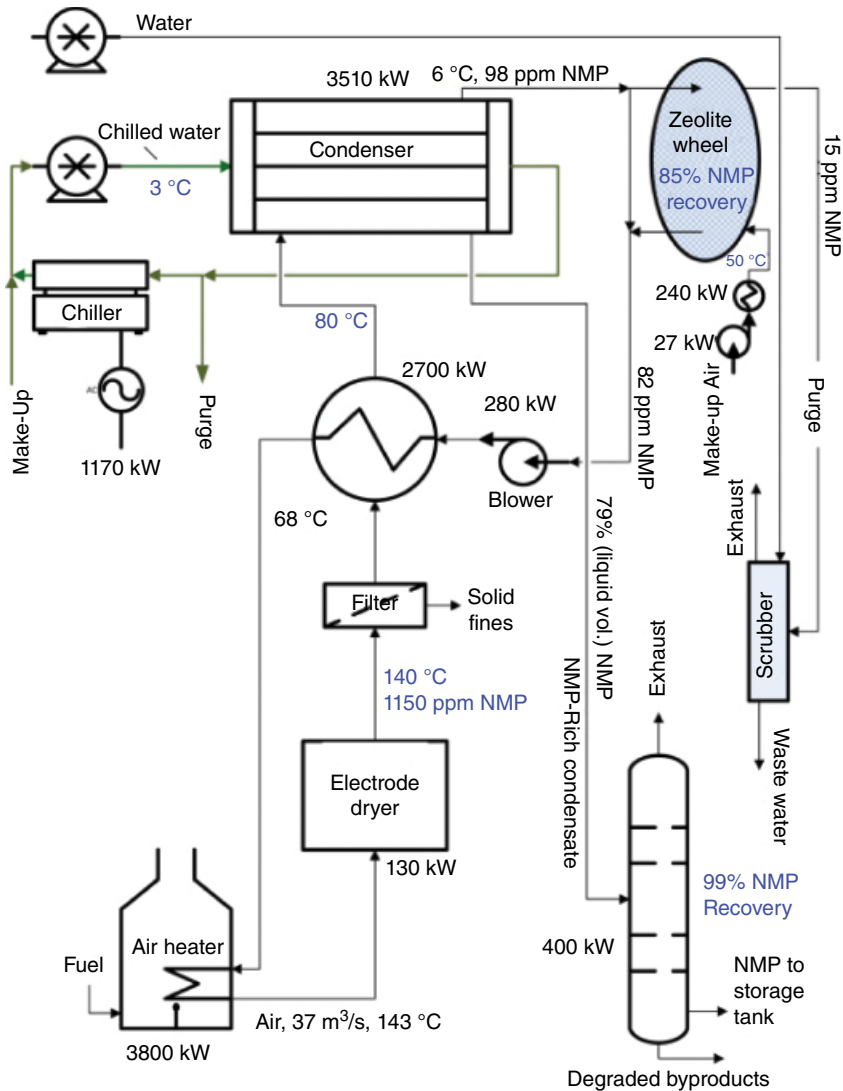 Water
3510 kW
6 °C, 98 ppm NMP
Chilled water
Condenser
Zeolite
wheel
85% NMP
recovery
3 °C
15 ppm NMP
50 °C
240 kW
Chiller
80 °C
27 kW
AC
2700 kW
280 kW
Make-Up
Purge
82 ppm NMP
Make-up Air
Purge
1170 kW
Blower
68 °C
Exhaust
79% (liquid vol.) NMP
NMP-Rich condensate
Filter
Solid
fines
Scrubber
140 °C
1150 ppm NMP
Exhaust
Waste water
Electrode
dryer
130 kW
99% NMP
Recovery
Air heater
400 kW
Fuel
NMP to
storage
tank
Air, 37 m³/s, 143 °C
3800 kW
Degraded byproducts